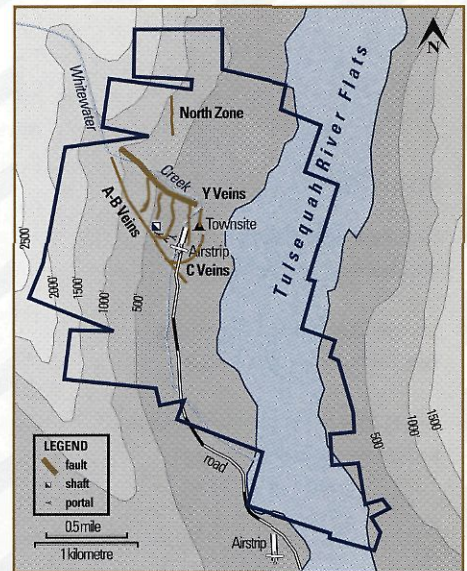 N
Whitewater
North Zone
Creek
Y Veins
A-B Veins
Townsite
Airstrip
C Veins
Tulsequah River Flats
2500'
2000'
1500'
1000'
500'
500'
1000'
1500'
road
LEGEND
fault
shaft
portal
0.5 mile
1 kilometre
Airstrip